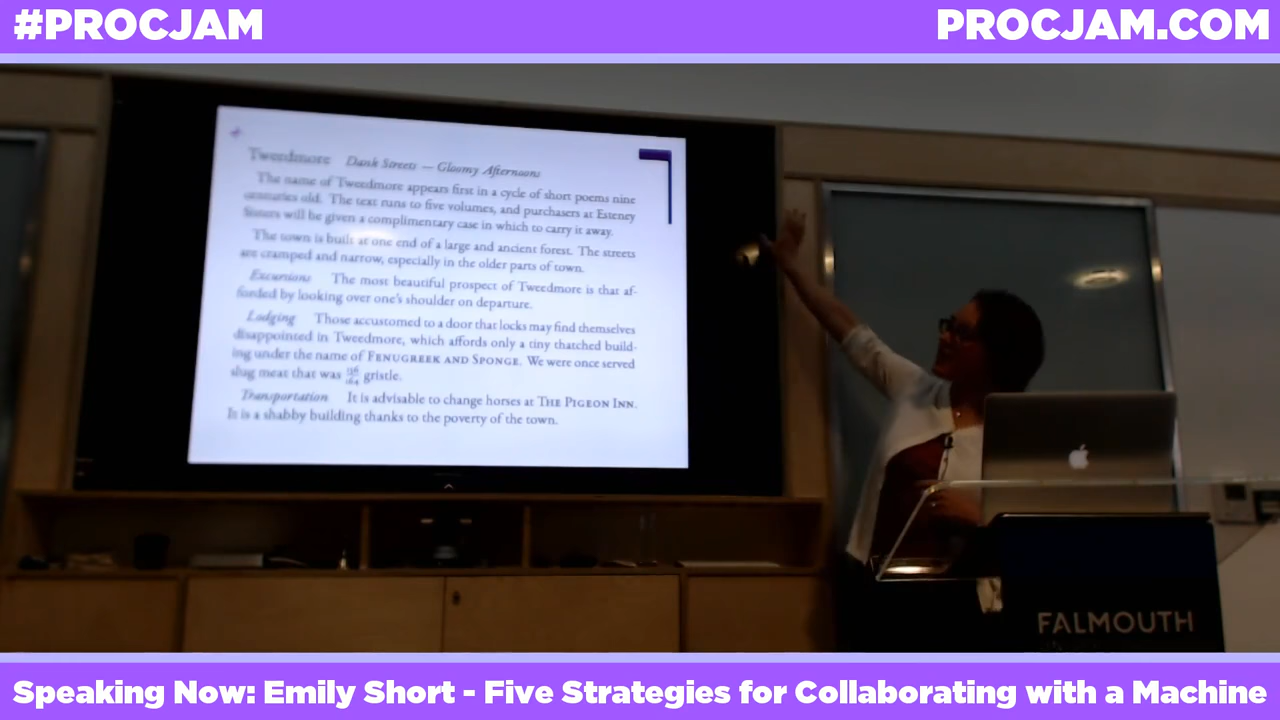 #PROCJAM
PROCJAM.COM
Tweedmore Dank Streets — Gloomy Afternoons
The name of Tweedmore appears first in a cycle of short poems nine
centuries old. The text runs to five volumes, and purchasers at Esteney
Sisters will be given a complimentary case in which to carry it away.
The town is built at one end of a large and ancient forest. The streets
are cramped and narrow, especially in the older parts of town.
Excursions The most beautiful prospect of Tweedmore is that af-
forded by looking over one's shoulder on departure.
Lodging Those accustomed to a door that locks may find themselves
disappointed in Tweedmore, which affords only a tiny thatched build-
ing under the name of FENUGREEK AND SPONGE. We were once served
slug meat that was gristle.
Transportation It is advisable to change horses at THE PIGEON INN.
It is a shabby building thanks to the poverty of the town.
FALMOUTH
Speaking Now: Emily Short - Five Strategies for Collaborating with a Machine